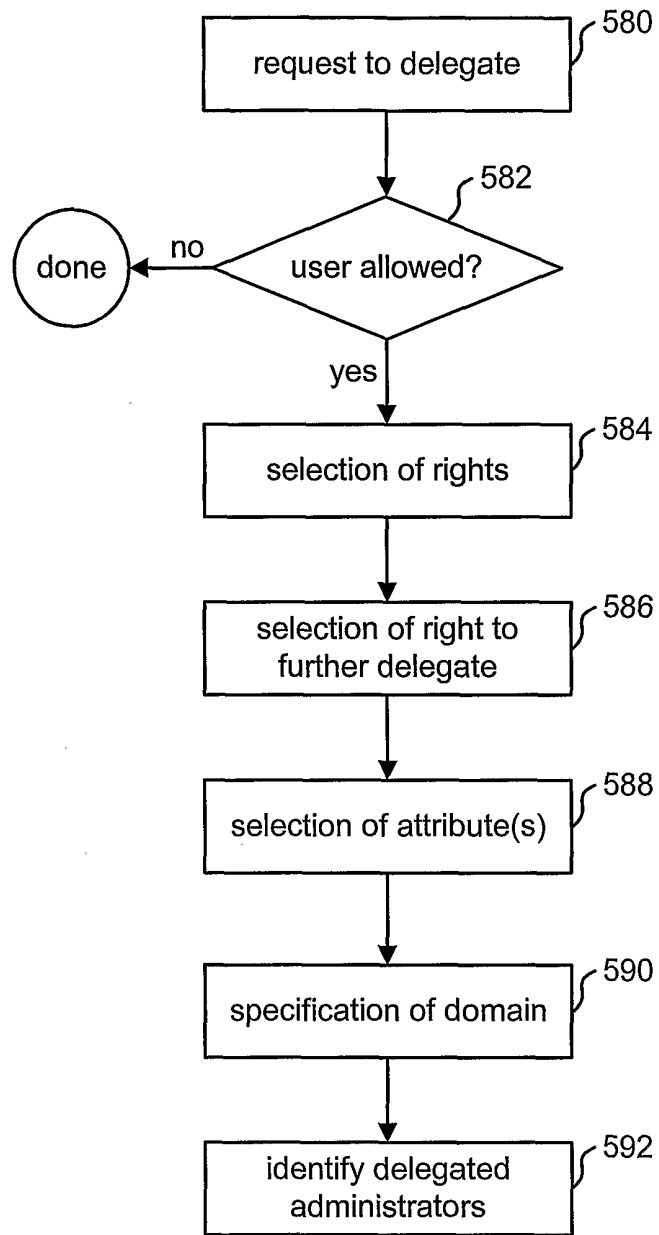 580
request to delegate
582
done
no
user allowed?
yes
584
selection of rights
586
selection of right to
further delegate
588
selection of attribute(s)
590
specification of domain
592
identify delegated
administrators